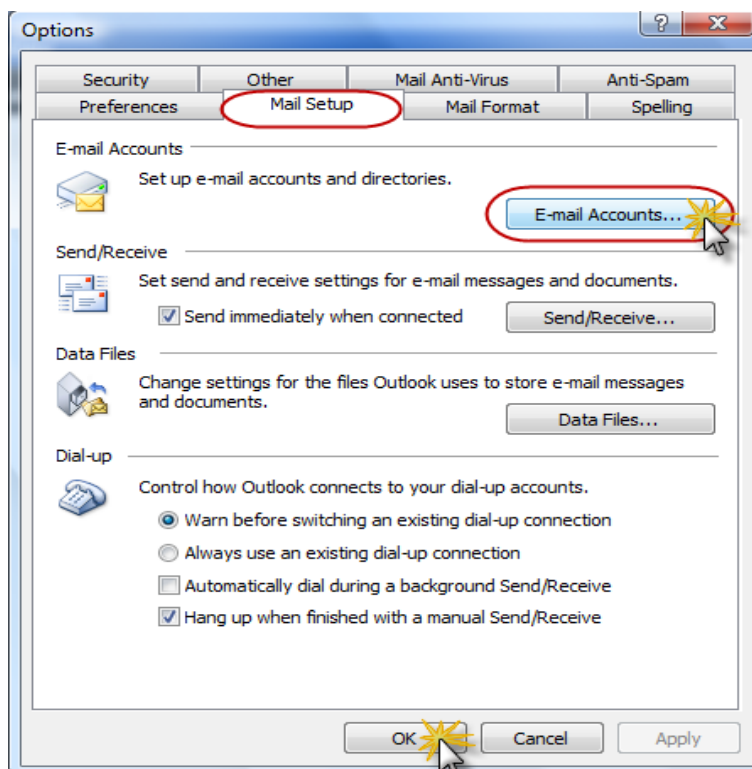 Options
Security Other Mail Anti-Virus Anti-Spam
Preferences Mail Setup Mail Format Spelling
E-mail Accounts
Set up e-mail accounts and directories.
E-mail Accounts...
Send/Receive
Set send and receive settings for e-mail messages and documents.
Send immediately when connected
Send/Receive...
Data Files
Change settings for the files Outlook uses to store e-mail messages
and documents.
Data Files...
Dial-up
Control how Outlook connects to your dial-up accounts.
Warn before switching an existing dial-up connection
Always use an existing dial-up connection
Automatically dial during a background Send/Receive
Hang up when finished with a manual Send/Receive
OK Cancel Apply